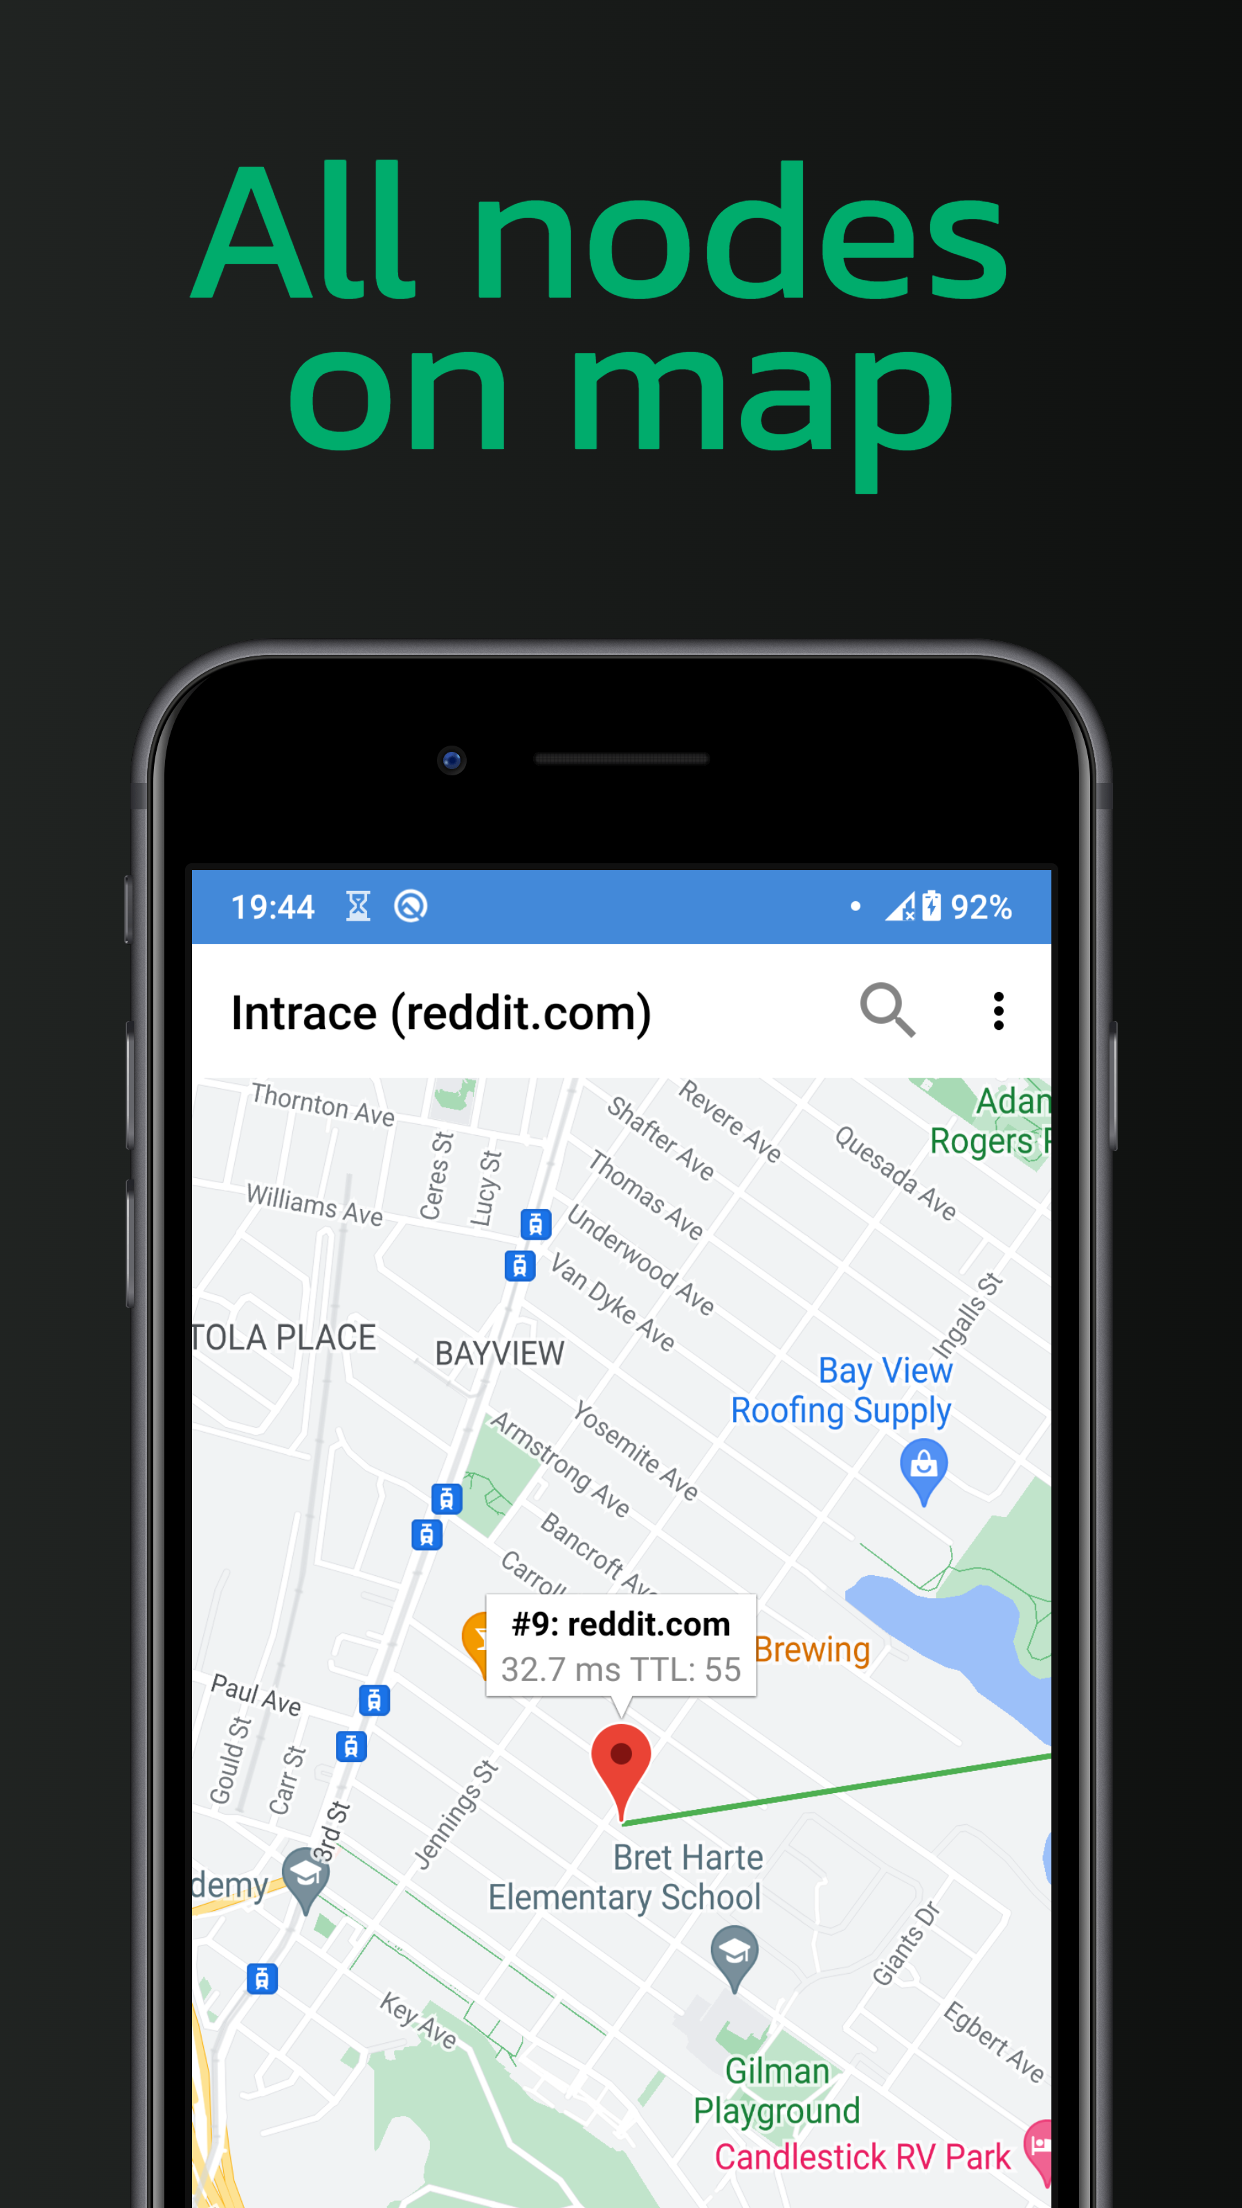 All nodes
on map
19:44
92%
Intrace (reddit.com)
Thornton Ave
Ceres St
Lucy St
Shafter Ave
Revere Ave
Quesada Ave
Adam
Rogers P
Williams Ave
Thomas Ave
Underwood Ave
Van Dyke Ave
Ingalls St
TOLA PLACE
BAYVIEW
Bay View
Roofing Supply
Armstrong Ave
Yosemite Ave
Bancroft Ave
Carroll
#9: reddit.com
32.7 ms TTL: 55
Brewing
Paul Ave
Gould St
Carr St
3rd St
Jennings St
Bret Harte
Elementary School
demy
Giants Dr
Key Ave
Egbert Ave
Gilman
Playground
Candlestick RV Park